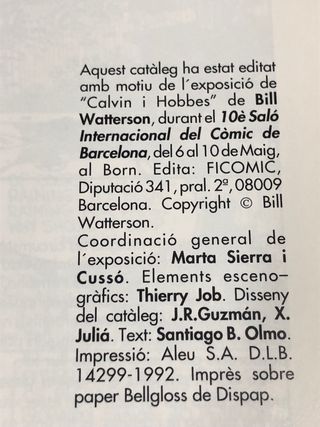 Aquest catàleg ha estat editat
amb motiu de l´exposició de
“Calvin i Hobbes” de Bill
Watterson, durant el 10è Saló
Internacional del Còmic de
Barcelona, del 6 al 10 de Maig,
al Born. Edita: FICOMIC,
Diputació 341, pral. 2ª, 08009
Barcelona. Copyright © Bill
Watterson.
Coordinació general de
l´exposició: Marta Sierra i
Cussó. Elements esceno-
gràfics: Thierry Job. Disseny
del catàleg: J.R.Guzmán, X.
Juliá. Text: Santiago B. Olmo.
Impressió: Aleu S.A. D.L.B.
14299-1992. Imprès sobre
paper Bellgloss de Dispap.